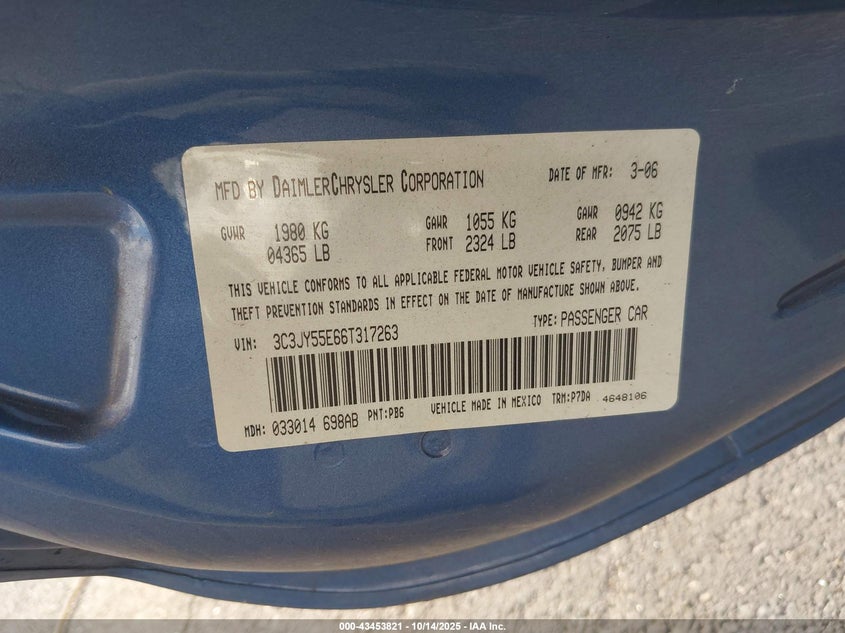 MFD BY DAIMLERCHRYSLER CORPORATION DATE OF MFR: 3-06
GVWR 1980 KG GAWR 1055 KG GAWR 0942 KG
04365 LB FRONT 2324 LB REAR 2075 LB
THIS VEHICLE CONFORMS TO ALL APPLICABLE FEDERAL MOTOR VEHICLE SAFETY, BUMPER AND
THEFT PREVENTION STANDARDS IN EFFECT ON THE DATE OF MANUFACTURE SHOWN ABOVE.
VIN: 3C3JY55E66T317263 TYPE: PASSENGER CAR
MDH: 033014 698AB PNT:PB6 VEHICLE MADE IN MEXICO TRM:P7DA 4648106
000-43453821 - 10/14/2025 - IAA Inc.